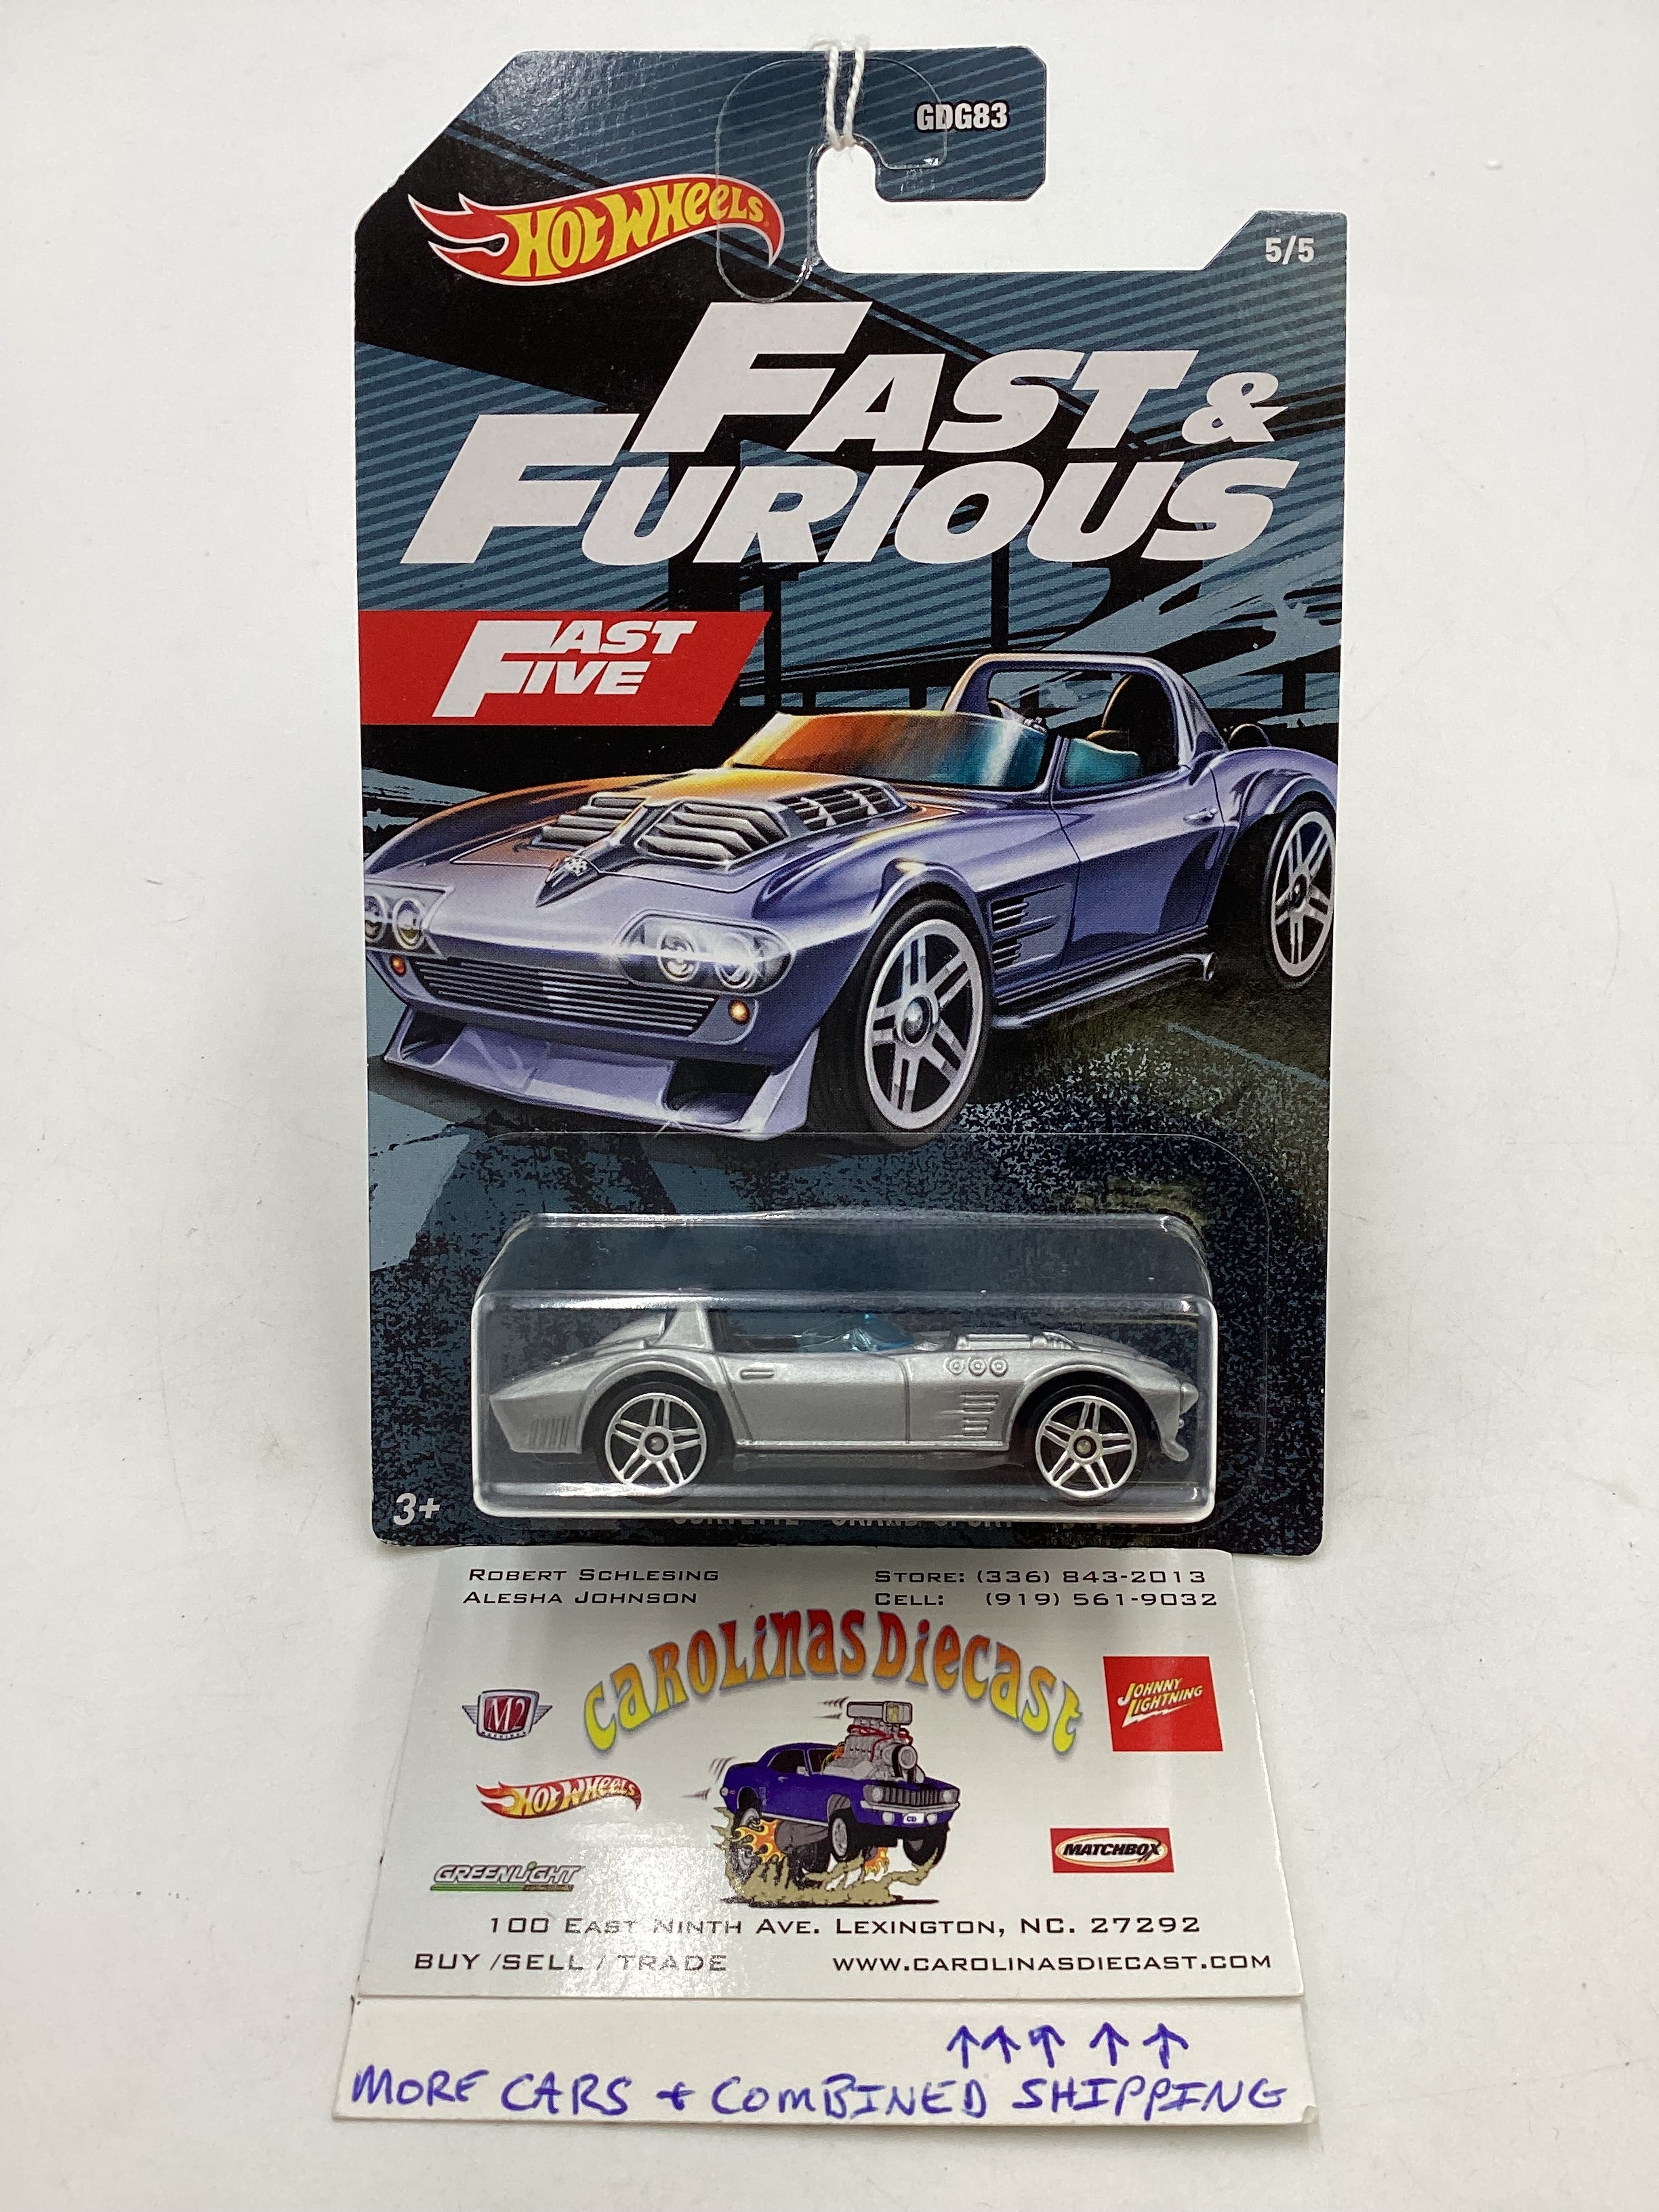 GDG83
HOT WHEELS
5/5
FAST &
FURIOUS
FAST
FIVE
3+
ROBERT SCHLESING
ALESHA JOHNSON
STORE: (336) 843-2013
CELL: (919) 561-9032
CAROLINAS DIECAST
M2
JOHNNY
LIGHTNING
HOT WHEELS
MATCHBOX
GREENLIGHT
CD
100 EAST NINTH AVE. LEXINGTON, NC. 27292
BUY /SELL / TRADE
WWW.CAROLINASDIECAST.COM
↑↑↑ ↑ ↑
MORE CARS + COMBINED SHIPPING